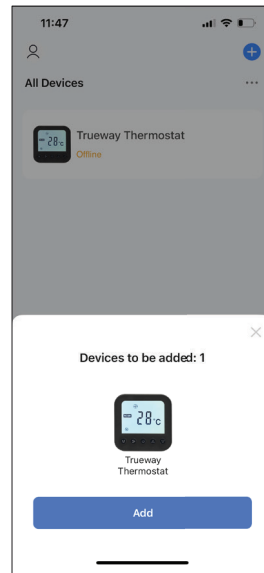 11:47
All Devices
Trueway Thermostat
Offline
28°C
Devices to be added: 1
28°C
Trueway
Thermostat
Add